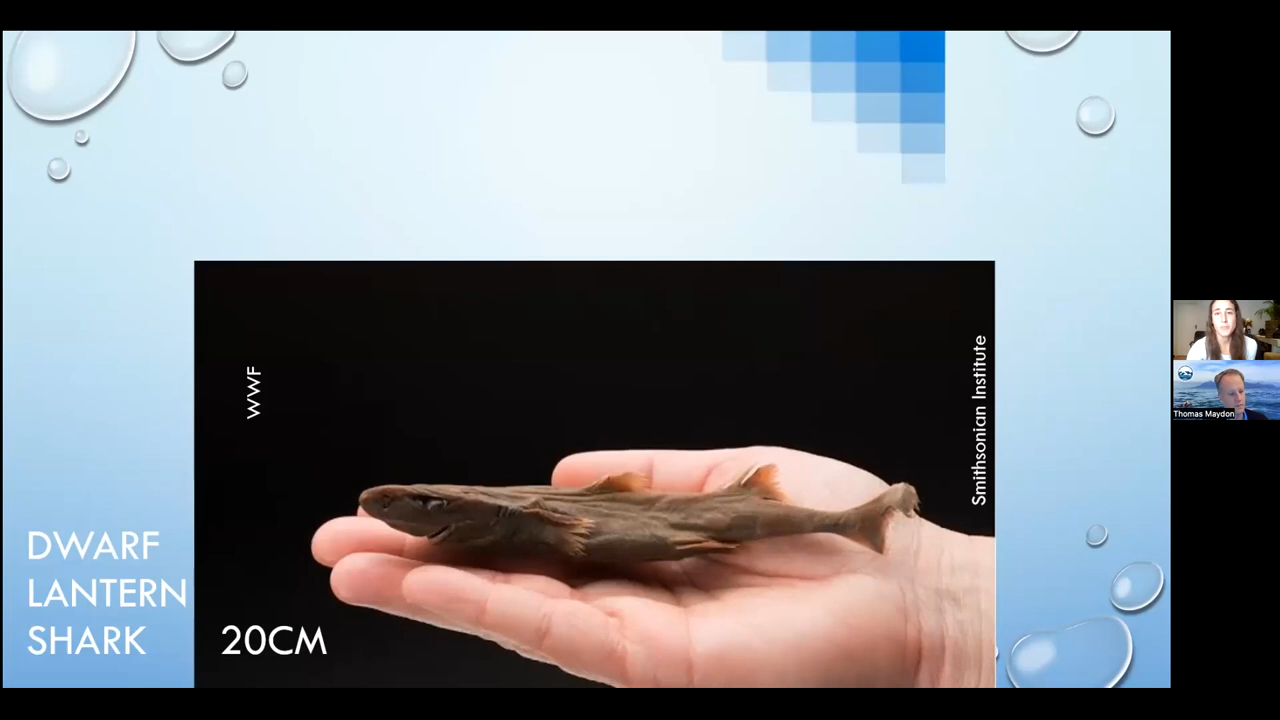 WWF
Smithsonian Institute
DWARF
LANTERN
SHARK
20CM
Thomas Maydon